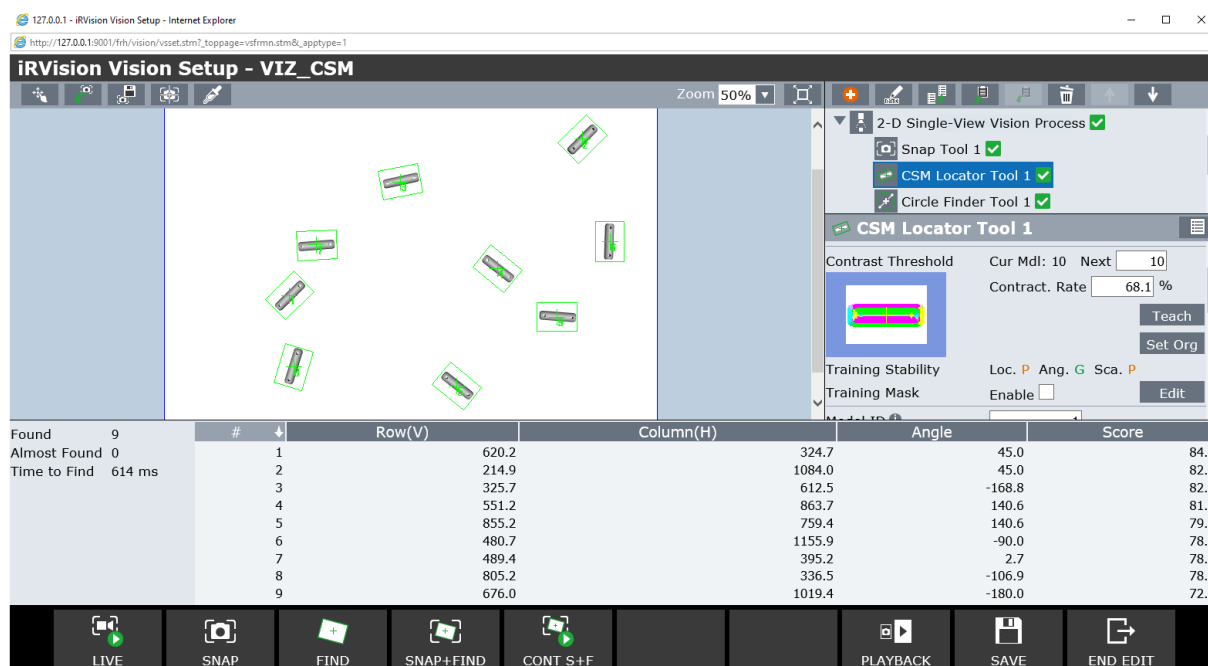 127.0.0.1 - iRVision Vision Setup - Internet Explorer
http://127.0.0.1:9001/frh/vision/vsset.stm?_toppage=vsfrmn.stm&_apptype=1
iRVision Vision Setup - VIZ_CSM
Zoom 50%
2-D Single-View Vision Process
Snap Tool 1
CSM Locator Tool 1
Circle Finder Tool 1
CSM Locator Tool 1
Contrast Threshold Cur Mdl: 10 Next 10
Contract. Rate 68.1 %
Teach
Set Org
Training Stability Loc. P Ang. G Sca. P
Training Mask Enable Edit
Model ID 1
Found 9
Almost Found 0
Time to Find 614 ms
# Row(V) Column(H) Angle Score
1 620.2 324.7 45.0 84.
2 214.9 1084.0 45.0 82.
3 325.7 612.5 -168.8 82.
4 551.2 863.7 140.6 81.
5 855.2 759.4 140.6 79.
6 480.7 1155.9 -90.0 78.
7 489.4 395.2 2.7 78.
8 805.2 336.5 -106.9 78.
9 676.0 1019.4 -180.0 72.
LIVE SNAP FIND SNAP+FIND CONT S+F PLAYBACK SAVE END EDIT